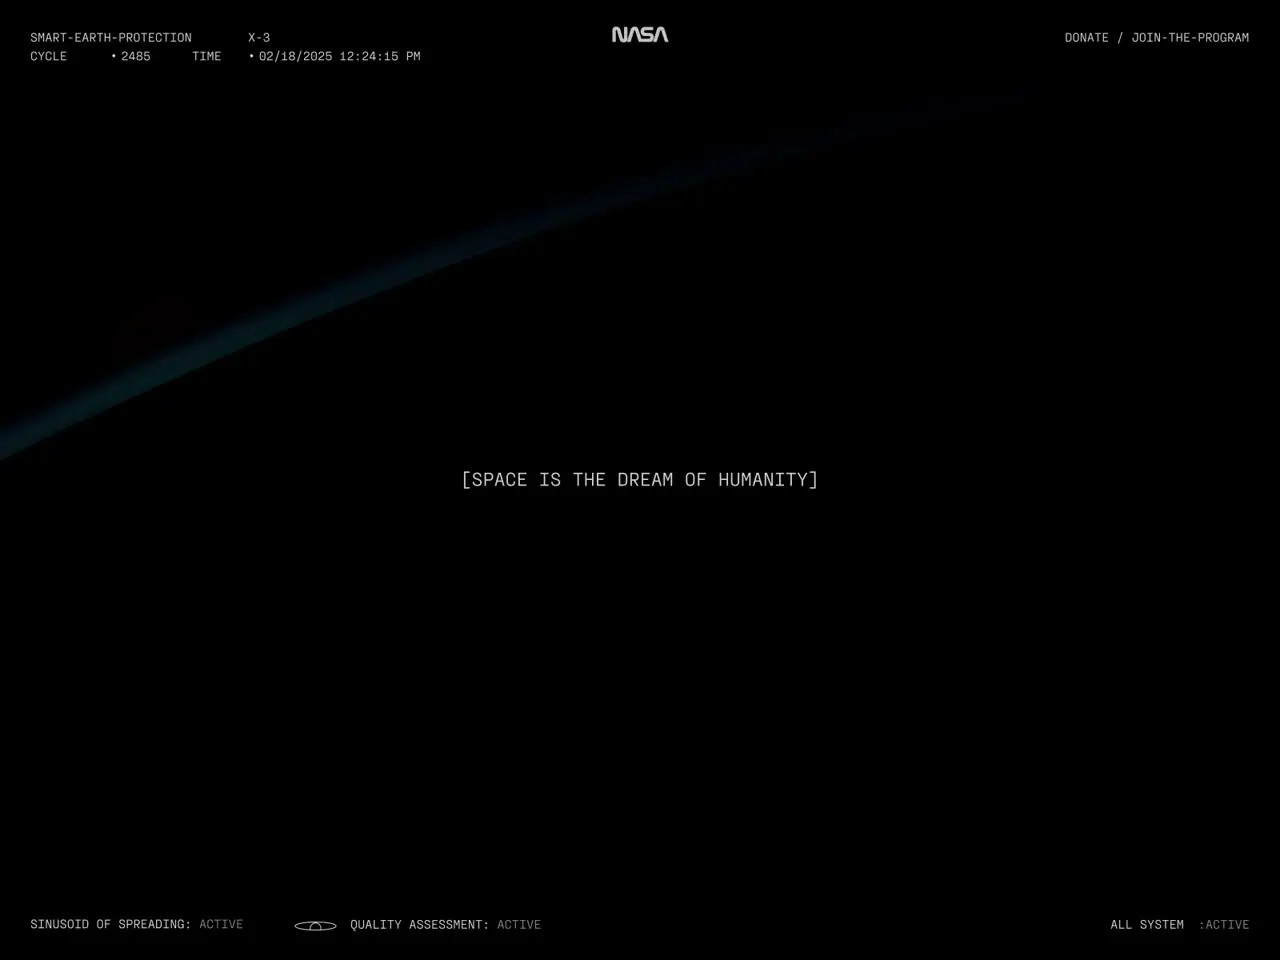 SMART-EARTH-PROTECTION X-3
CYCLE • 2485 TIME • 02/18/2025 12:24:15 PM
NASA
DONATE / JOIN-THE-PROGRAM
[SPACE IS THE DREAM OF HUMANITY]
SINUSOID OF SPREADING: ACTIVE
QUALITY ASSESSMENT: ACTIVE
ALL SYSTEM :ACTIVE